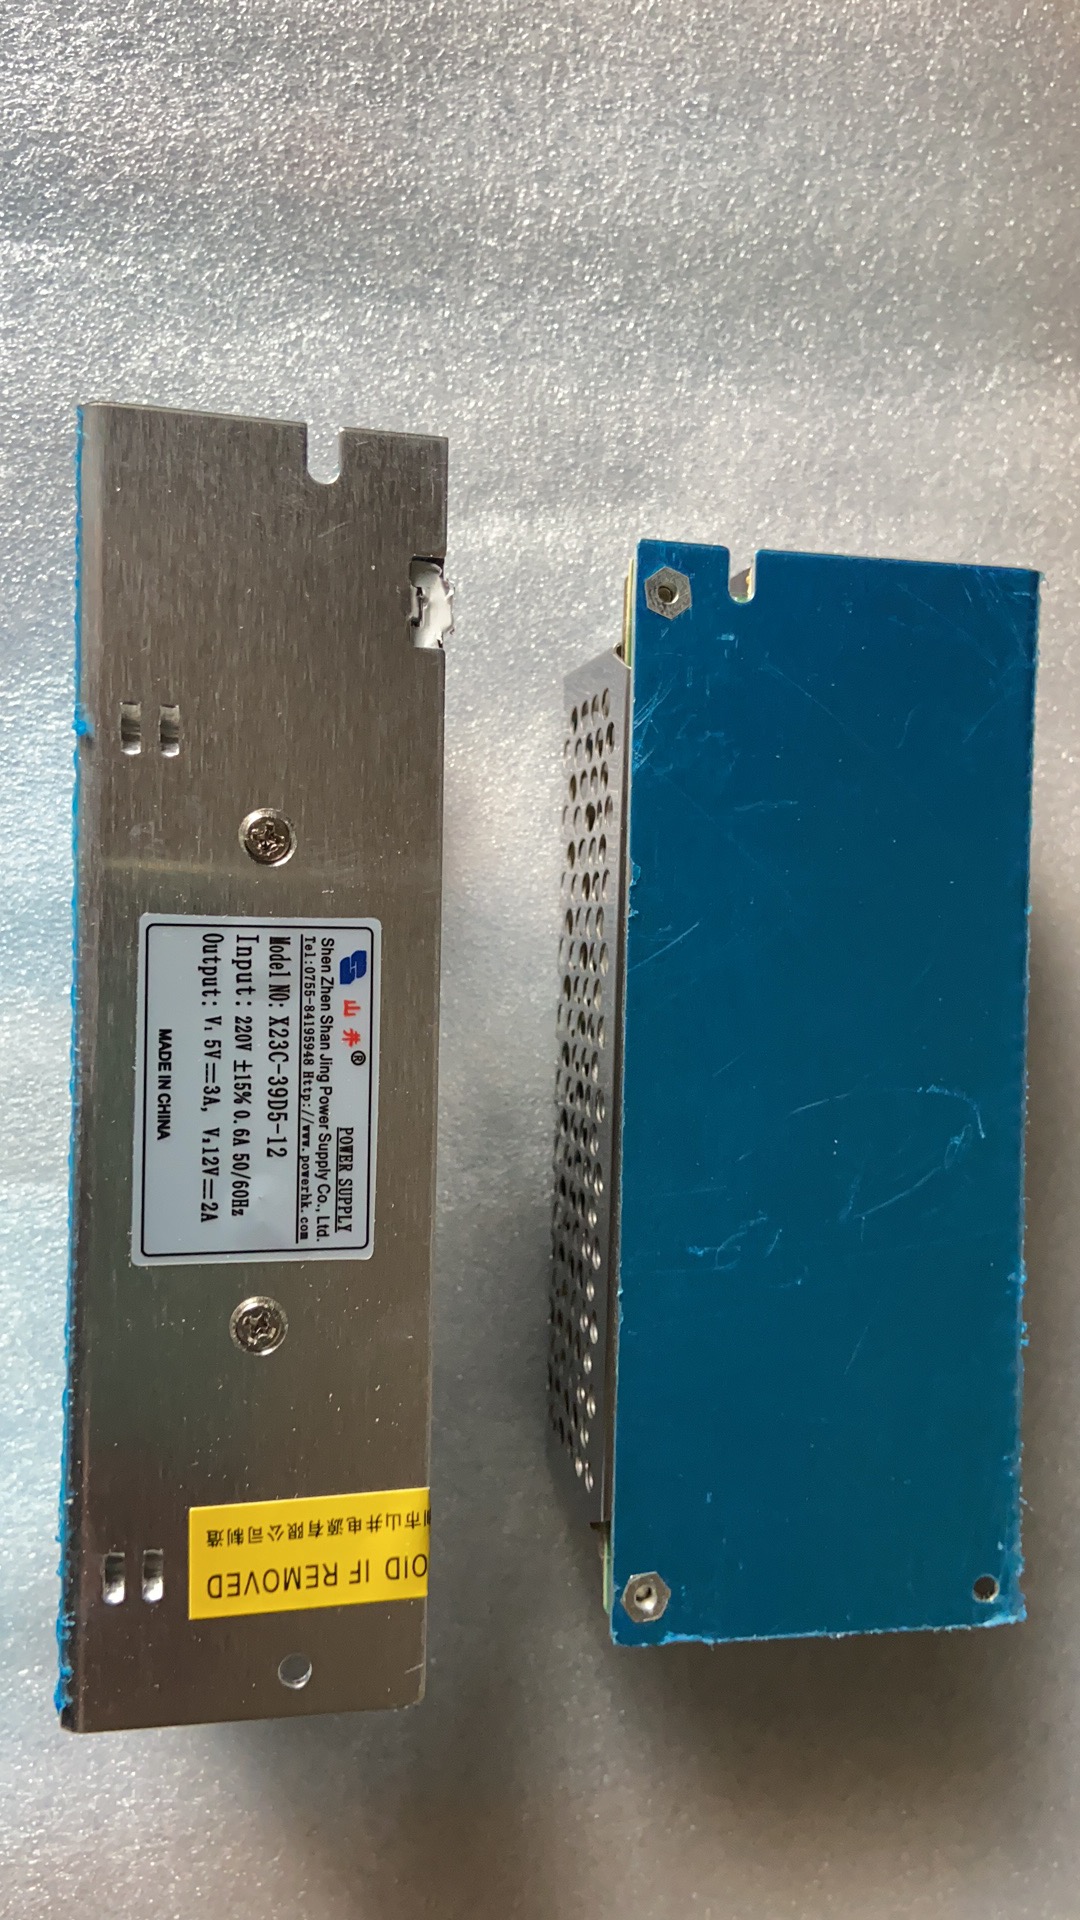 山井®
POWER SUPPLY
Shen Zhen Shan Jing Power Supply Co., Ltd.
Tel:0755-84195948 Http://www.powerhk.com
Model NO: X23C-39D5-12
Input: 220V ±15% 0.6A 50/60Hz
Output: V₁ 5V⎓3A, V₂12V⎓2A
MADE IN CHINA
圳市山井电源有限公司制造
OID IF REMOVED